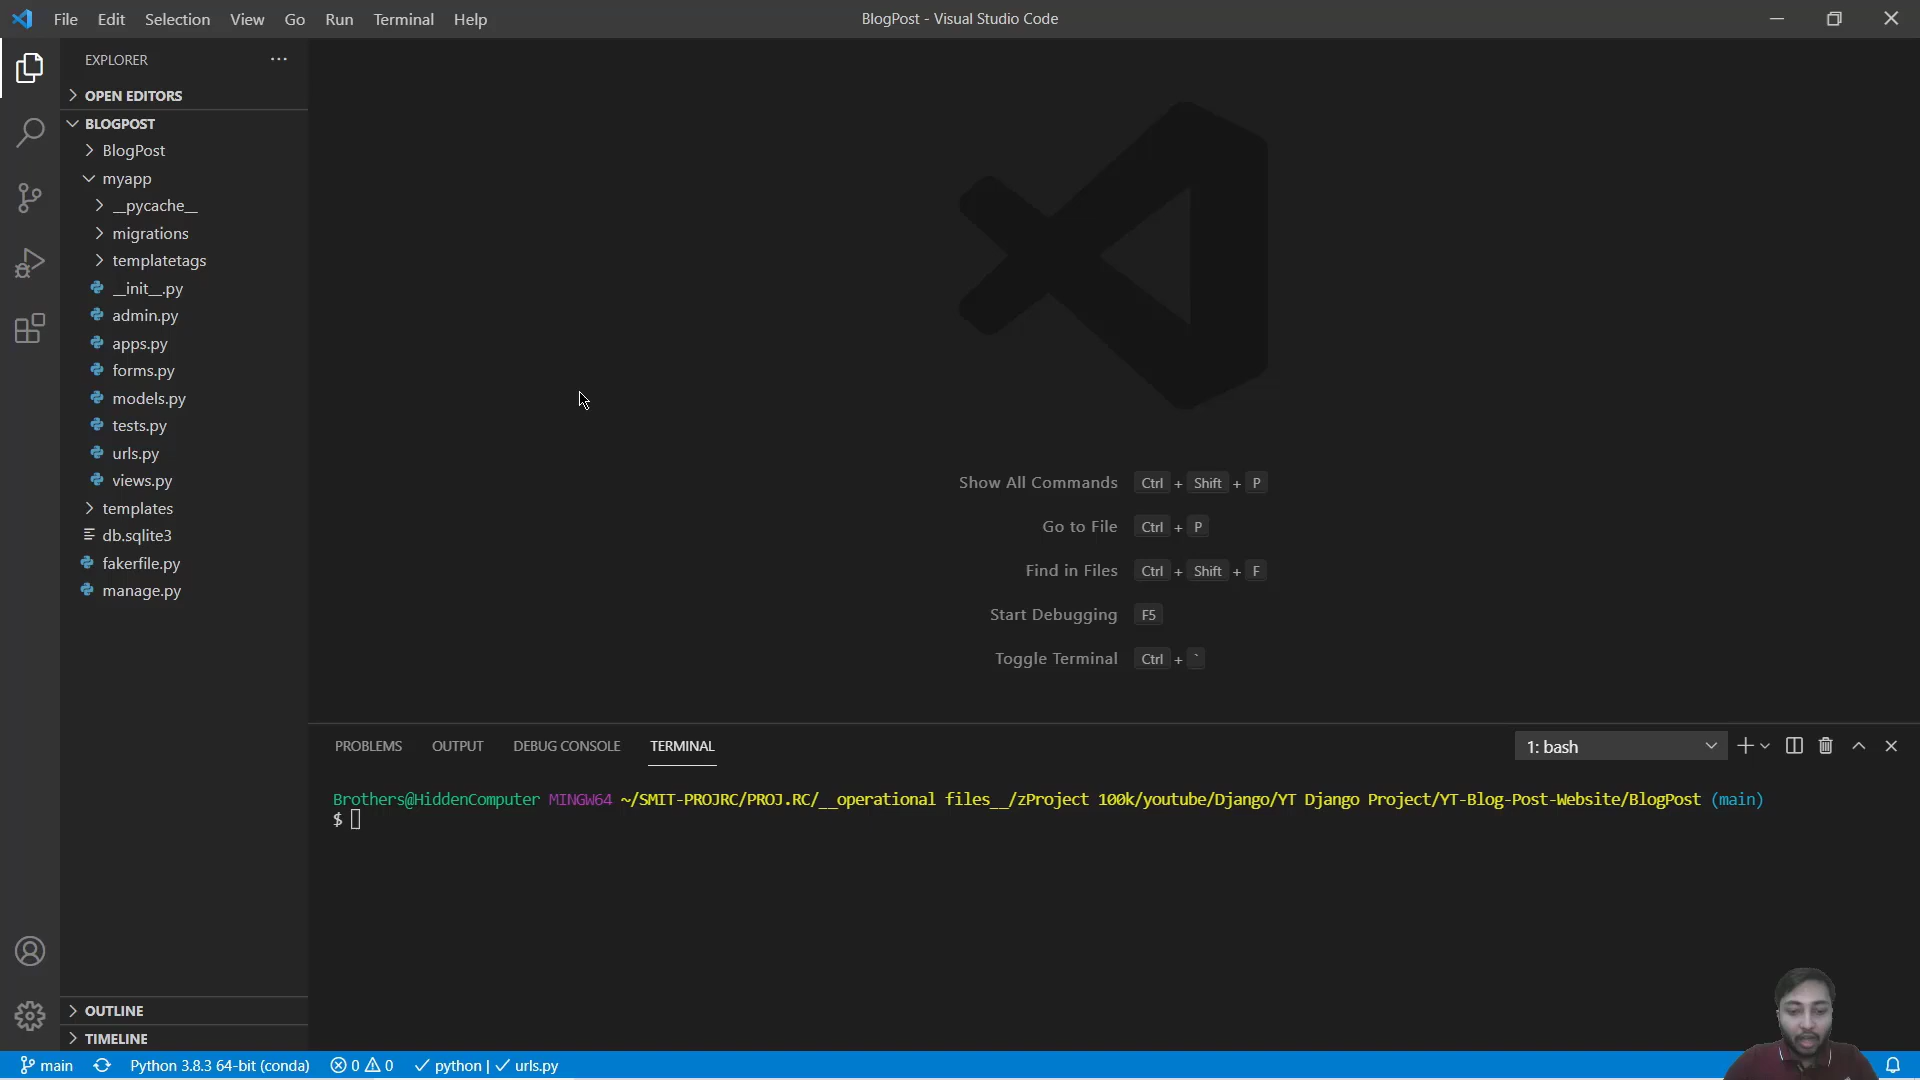 File Edit Selection View Go Run Terminal Help
BlogPost - Visual Studio Code
EXPLORER
OPEN EDITORS
BLOGPOST
BlogPost
myapp
__pycache__
migrations
templatetags
__init__.py
admin.py
apps.py
forms.py
models.py
tests.py
urls.py
views.py
templates
db.sqlite3
fakerfile.py
manage.py
OUTLINE
TIMELINE
Show All Commands Ctrl + Shift + P
Go to File Ctrl + P
Find in Files Ctrl + Shift + F
Start Debugging F5
Toggle Terminal Ctrl + `
PROBLEMS OUTPUT DEBUG CONSOLE TERMINAL
1: bash
Brothers@HiddenComputer MINGW64 ~/SMIT-PROJRC/PROJ.RC/__operational files__/zProject 100k/youtube/Django/YT Django Project/YT-Blog-Post-Website/BlogPost (main)
$
main Python 3.8.3 64-bit (conda) 0 0 ✓ python | ✓ urls.py